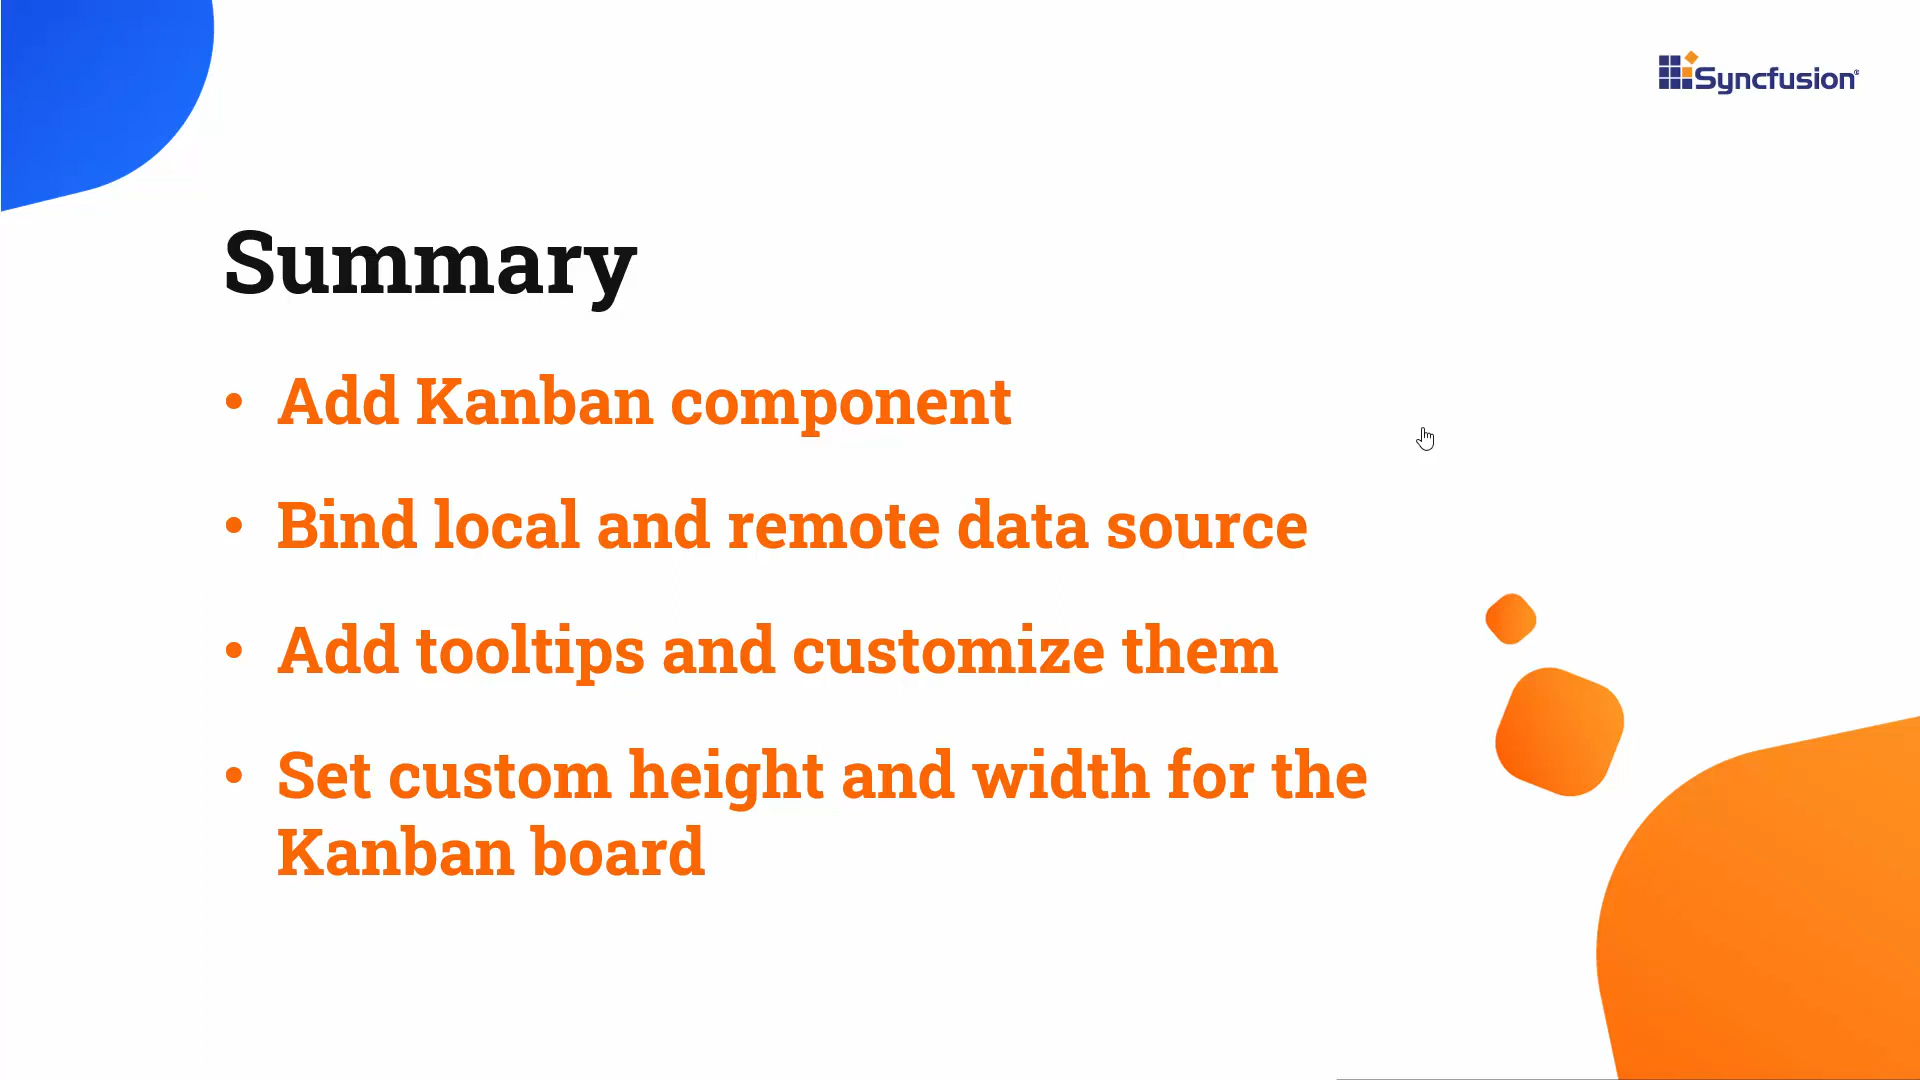 Syncfusion®
Summary
• Add Kanban component
• Bind local and remote data source
• Add tooltips and customize them
• Set custom height and width for the
Kanban board